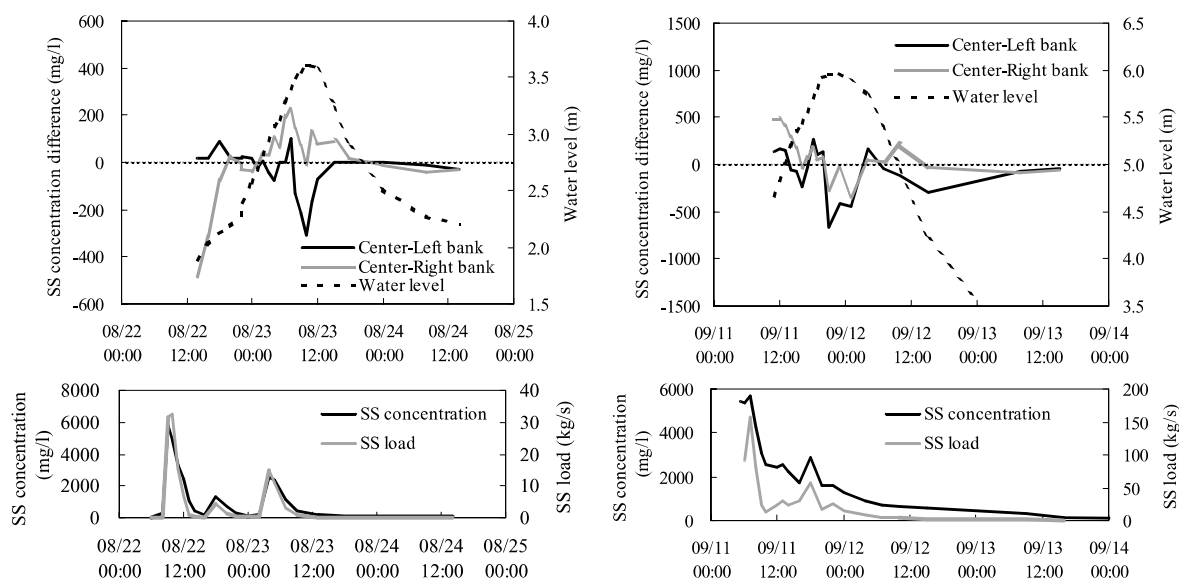 SS concentration difference (mg/l)
600
400
200
0
-200
-400
-600
4.0
3.5
3.0
2.5
2.0
1.5
Water level (m)
Center-Left bank
Center-Right bank
Water level
08/22 08/22 08/23 08/23 08/24 08/24 08/25
00:00 12:00 00:00 12:00 00:00 12:00 00:00
SS concentration difference (mg/l)
1500
1000
500
0
-500
-1000
-1500
6.5
6.0
5.5
5.0
4.5
4.0
3.5
Water level (m)
Center-Left bank
Center-Right bank
Water level
09/11 09/11 09/12 09/12 09/13 09/13 09/14
00:00 12:00 00:00 12:00 00:00 12:00 00:00
SS concentration
(mg/l)
8000
6000
4000
2000
0
40
30
20
10
0
SS load (kg/s)
SS concentration
SS load
08/22 08/22 08/23 08/23 08/24 08/24 08/25
00:00 12:00 00:00 12:00 00:00 12:00 00:00
SS concentration
(mg/l)
6000
4000
2000
0
200
150
100
50
0
SS load (kg/s)
SS concentration
SS load
09/11 09/11 09/12 09/12 09/13 09/13 09/14
00:00 12:00 00:00 12:00 00:00 12:00 00:00